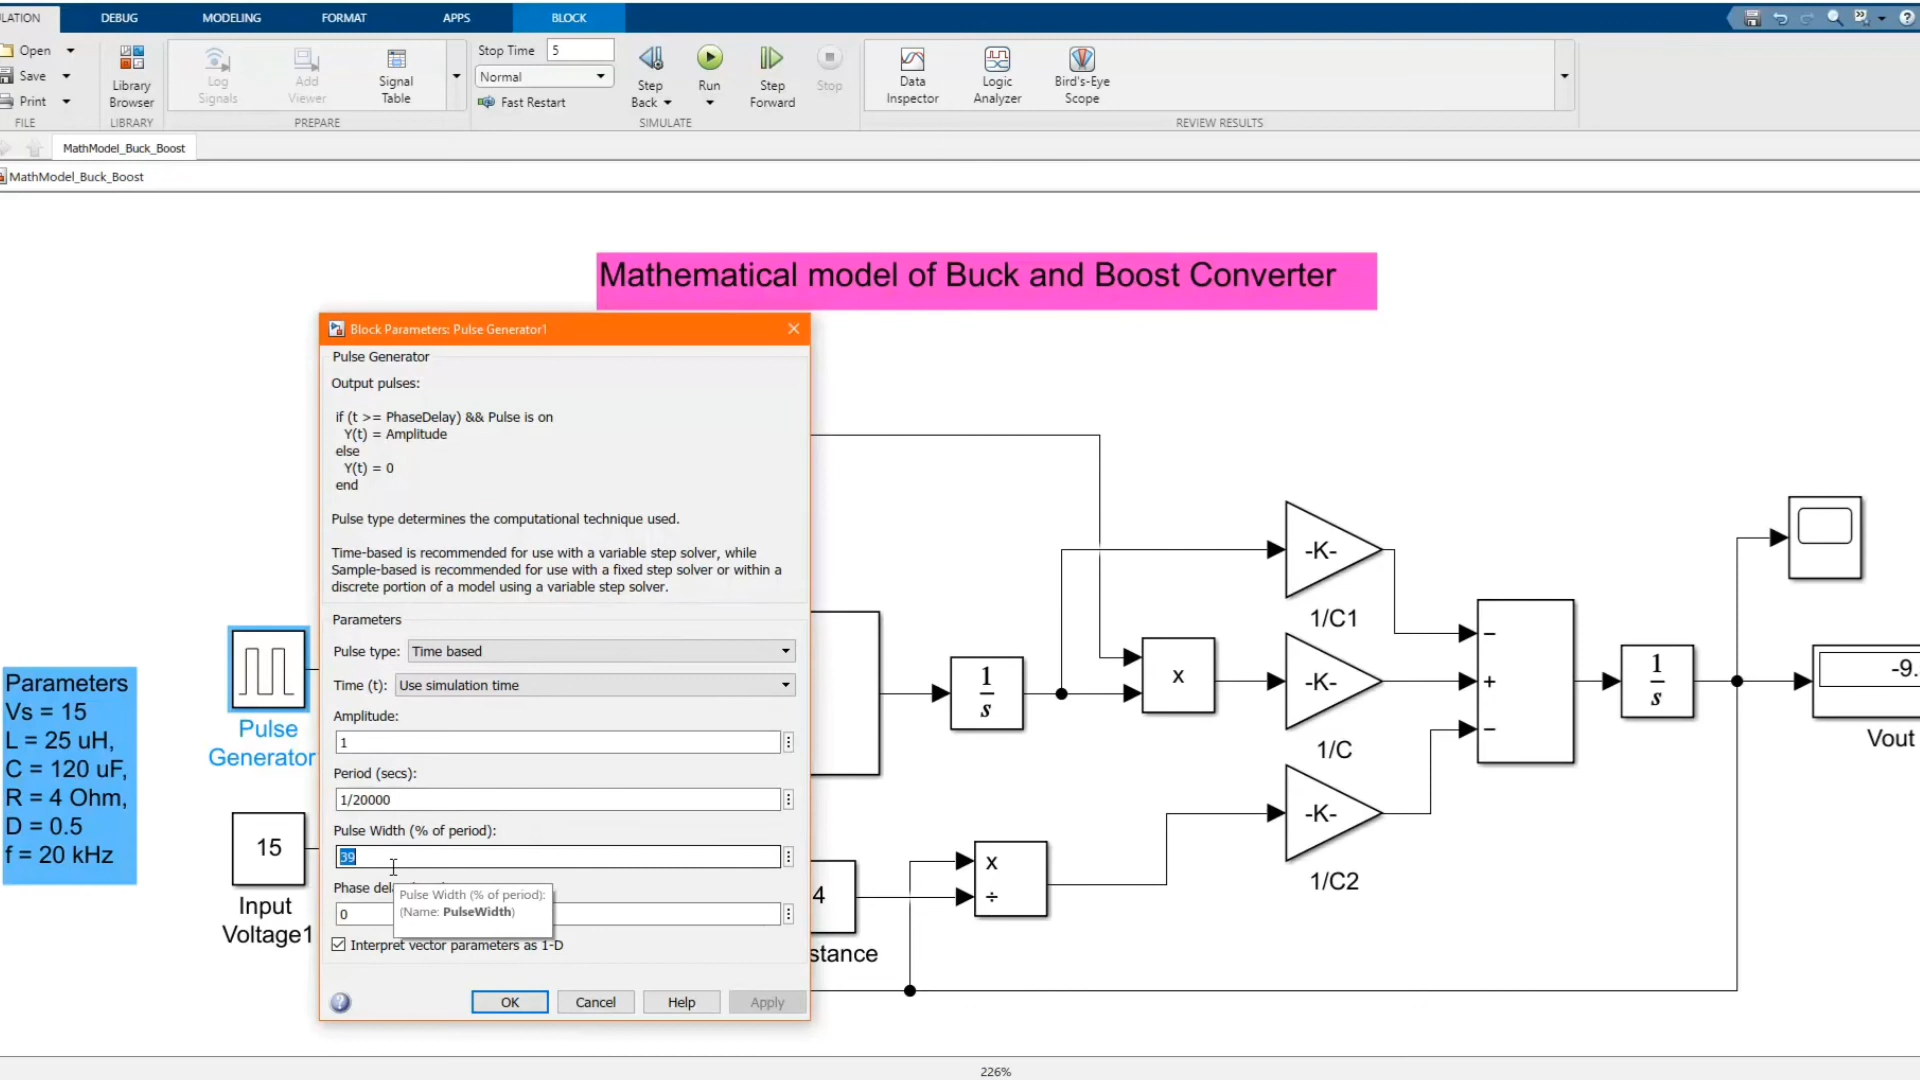 LATION DEBUG MODELING FORMAT APPS BLOCK
Open
Save
Print
FILE
Library
Browser
LIBRARY
Log
Signals
Add
Viewer
Signal
Table
PREPARE
Stop Time 5
Normal
Fast Restart
Step
Back
Run
Step
Forward
Stop
SIMULATE
Data
Inspector
Logic
Analyzer
Bird's-Eye
Scope
REVIEW RESULTS
MathModel_Buck_Boost
MathModel_Buck_Boost
Mathematical model of Buck and Boost Converter
Block Parameters: Pulse Generator1
Pulse Generator
Output pulses:
if (t >= PhaseDelay) && Pulse is on
Y(t) = Amplitude
else
Y(t) = 0
end
Pulse type determines the computational technique used.
Time-based is recommended for use with a variable step solver, while
Sample-based is recommended for use with a fixed step solver or within a
discrete portion of a model using a variable step solver.
Parameters
Pulse type: Time based
Time (t): Use simulation time
Amplitude:
1
Period (secs):
1/20000
Pulse Width (% of period):
39
Phase del
0
Pulse Width (% of period):
(Name: PulseWidth)
Interpret vector parameters as 1-D
OK Cancel Help Apply
Parameters
Vs = 15
L = 25 uH,
C = 120 uF,
R = 4 Ohm,
D = 0.5
f = 20 kHz
Pulse
Generator
15
Input
Voltage1
4
stance
1
s
x
x
÷
-K-
1/C1
-K-
1/C
-K-
1/C2
−
+
−
1
s
-9.
Vout
226%